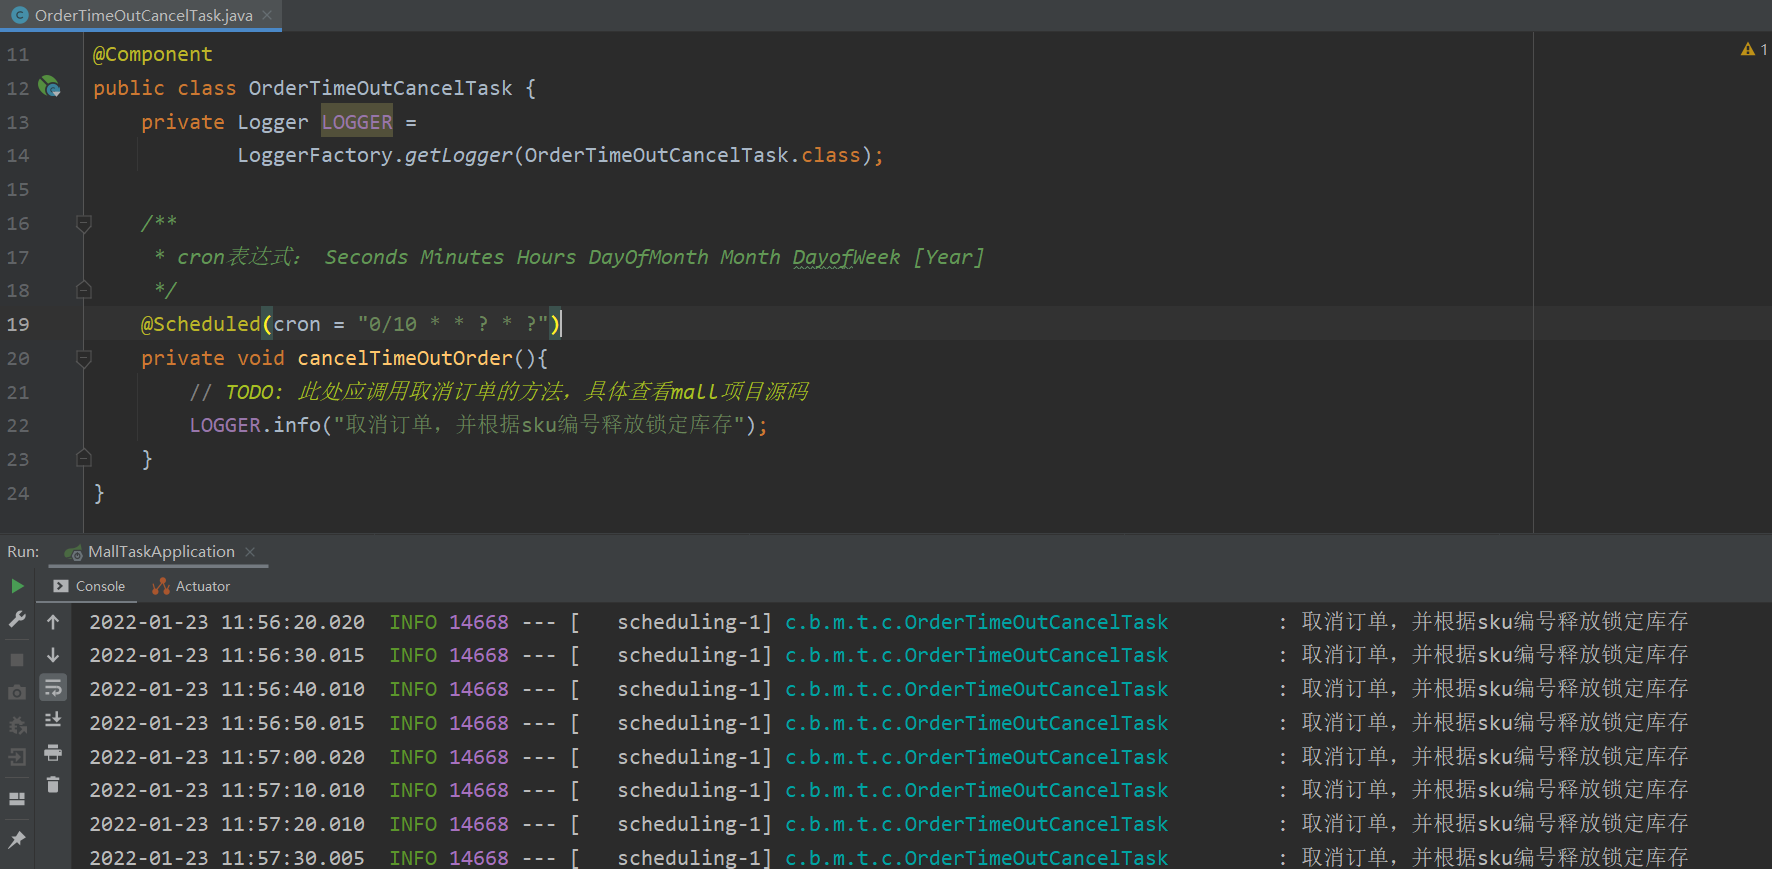 OrderTimeOutCancelTask.java
11 @Component
12 public class OrderTimeOutCancelTask {
13 private Logger LOGGER =
14 LoggerFactory.getLogger(OrderTimeOutCancelTask.class);
15
16 /**
17 * cron表达式： Seconds Minutes Hours DayOfMonth Month DayofWeek [Year]
18 */
19 @Scheduled(cron = "0/10 * * ? * ?")
20 private void cancelTimeOutOrder(){
21 // TODO: 此处应调用取消订单的方法，具体查看mall项目源码
22 LOGGER.info("取消订单，并根据sku编号释放锁定库存");
23 }
24 }
1
Run: MallTaskApplication
Console Actuator
2022-01-23 11:56:20.020 INFO 14668 --- [ scheduling-1] c.b.m.t.c.OrderTimeOutCancelTask : 取消订单，并根据sku编号释放锁定库存
2022-01-23 11:56:30.015 INFO 14668 --- [ scheduling-1] c.b.m.t.c.OrderTimeOutCancelTask : 取消订单，并根据sku编号释放锁定库存
2022-01-23 11:56:40.010 INFO 14668 --- [ scheduling-1] c.b.m.t.c.OrderTimeOutCancelTask : 取消订单，并根据sku编号释放锁定库存
2022-01-23 11:56:50.015 INFO 14668 --- [ scheduling-1] c.b.m.t.c.OrderTimeOutCancelTask : 取消订单，并根据sku编号释放锁定库存
2022-01-23 11:57:00.020 INFO 14668 --- [ scheduling-1] c.b.m.t.c.OrderTimeOutCancelTask : 取消订单，并根据sku编号释放锁定库存
2022-01-23 11:57:10.010 INFO 14668 --- [ scheduling-1] c.b.m.t.c.OrderTimeOutCancelTask : 取消订单，并根据sku编号释放锁定库存
2022-01-23 11:57:20.010 INFO 14668 --- [ scheduling-1] c.b.m.t.c.OrderTimeOutCancelTask : 取消订单，并根据sku编号释放锁定库存
2022-01-23 11:57:30.005 INFO 14668 --- [ scheduling-1] c.b.m.t.c.OrderTimeOutCancelTask : 取消订单，并根据sku编号释放锁定库存